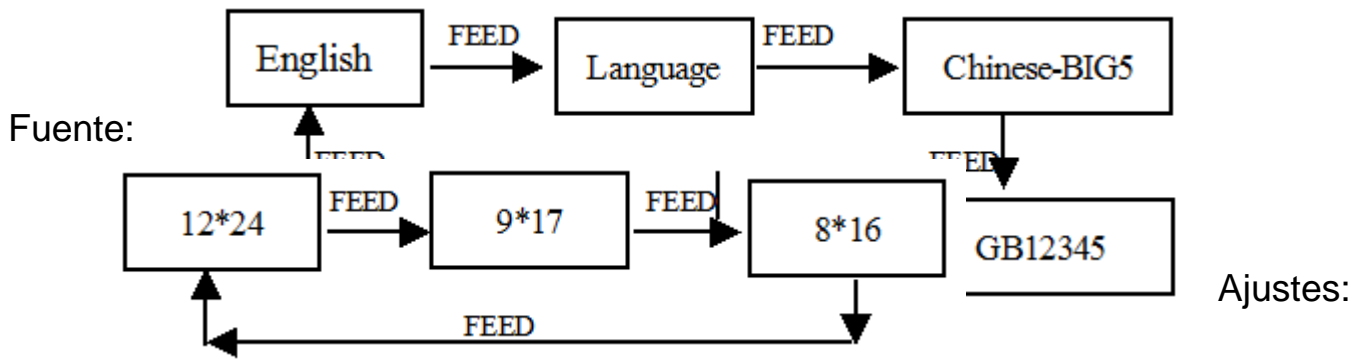 FEED FEED
English Language Chinese-BIG5
Fuente:
FEED FEED
12*24 FEED 9*17 FEED 8*16 GB12345
Ajustes:
FEED